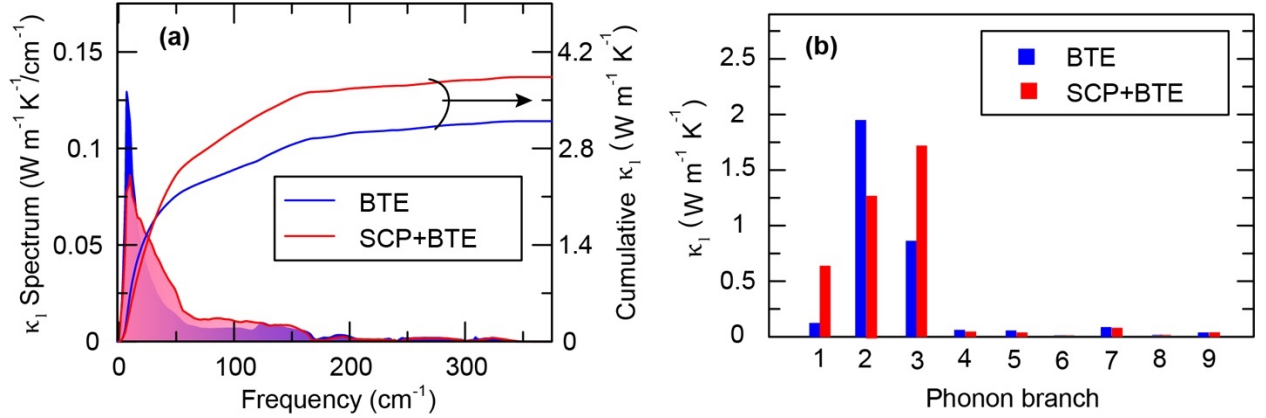 (a)
κl Spectrum (W m-1 K-1/cm-1)
0.15
0.1
0.05
0
4.2
2.8
1.4
0
Cumulative κl (W m-1 K-1)
BTE
SCP+BTE
0 100 200 300
Frequency (cm-1)
(b)
κl (W m-1 K-1)
2.5
2
1.5
1
0.5
0
BTE
SCP+BTE
1 2 3 4 5 6 7 8 9
Phonon branch